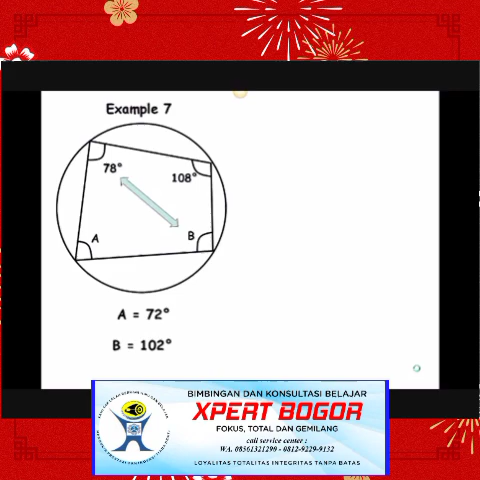 Example 7
78°
108°
A
B
A = 72°
B = 102°
BIMBINGAN DAN KONSULTASI BELAJAR
XPERT BOGOR
FOKUS, TOTAL DAN GEMILANG
call service center :
WA. 08561321290 - 0812-9229-9132
LOYALITAS TOTALITAS INTEGRITAS TANPA BATAS